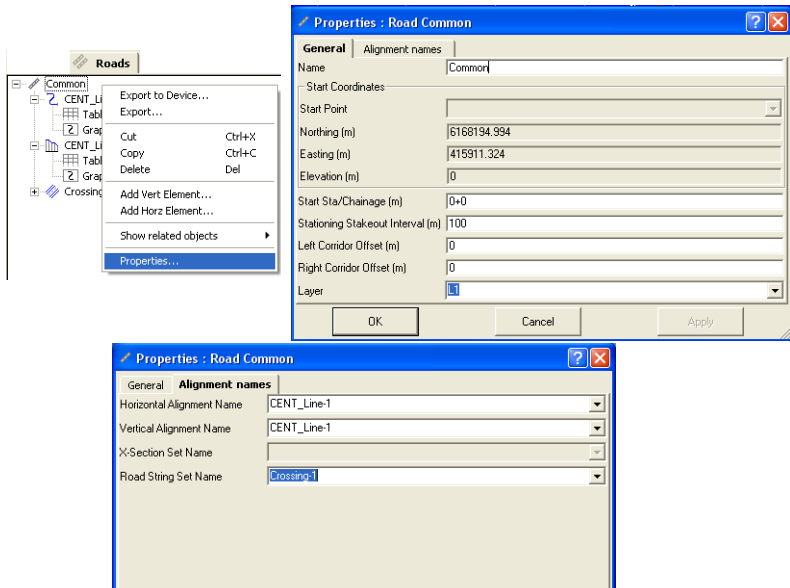 Roads
Common
CENT_Li
Tabl
Grap
CENT_Li
Tabl
Grap
Crossing
Export to Device...
Export...
Cut Ctrl+X
Copy Ctrl+C
Delete Del
Add Vert Element...
Add Horz Element...
Show related objects
Properties...
Properties : Road Common
General Alignment names
Name Common
Start Coordinates
Start Point
Northing (m) 6168194.994
Easting (m) 415911.324
Elevation (m) 0
Start Sta/Chainage (m) 0+0
Stationing Stakeout Interval (m) 100
Left Corridor Offset (m) 0
Right Corridor Offset (m) 0
Layer L1
OK Cancel Apply
Properties : Road Common
General Alignment names
Horizontal Alignment Name CENT_Line-1
Vertical Alignment Name CENT_Line-1
X-Section Set Name
Road String Set Name Crossing-1